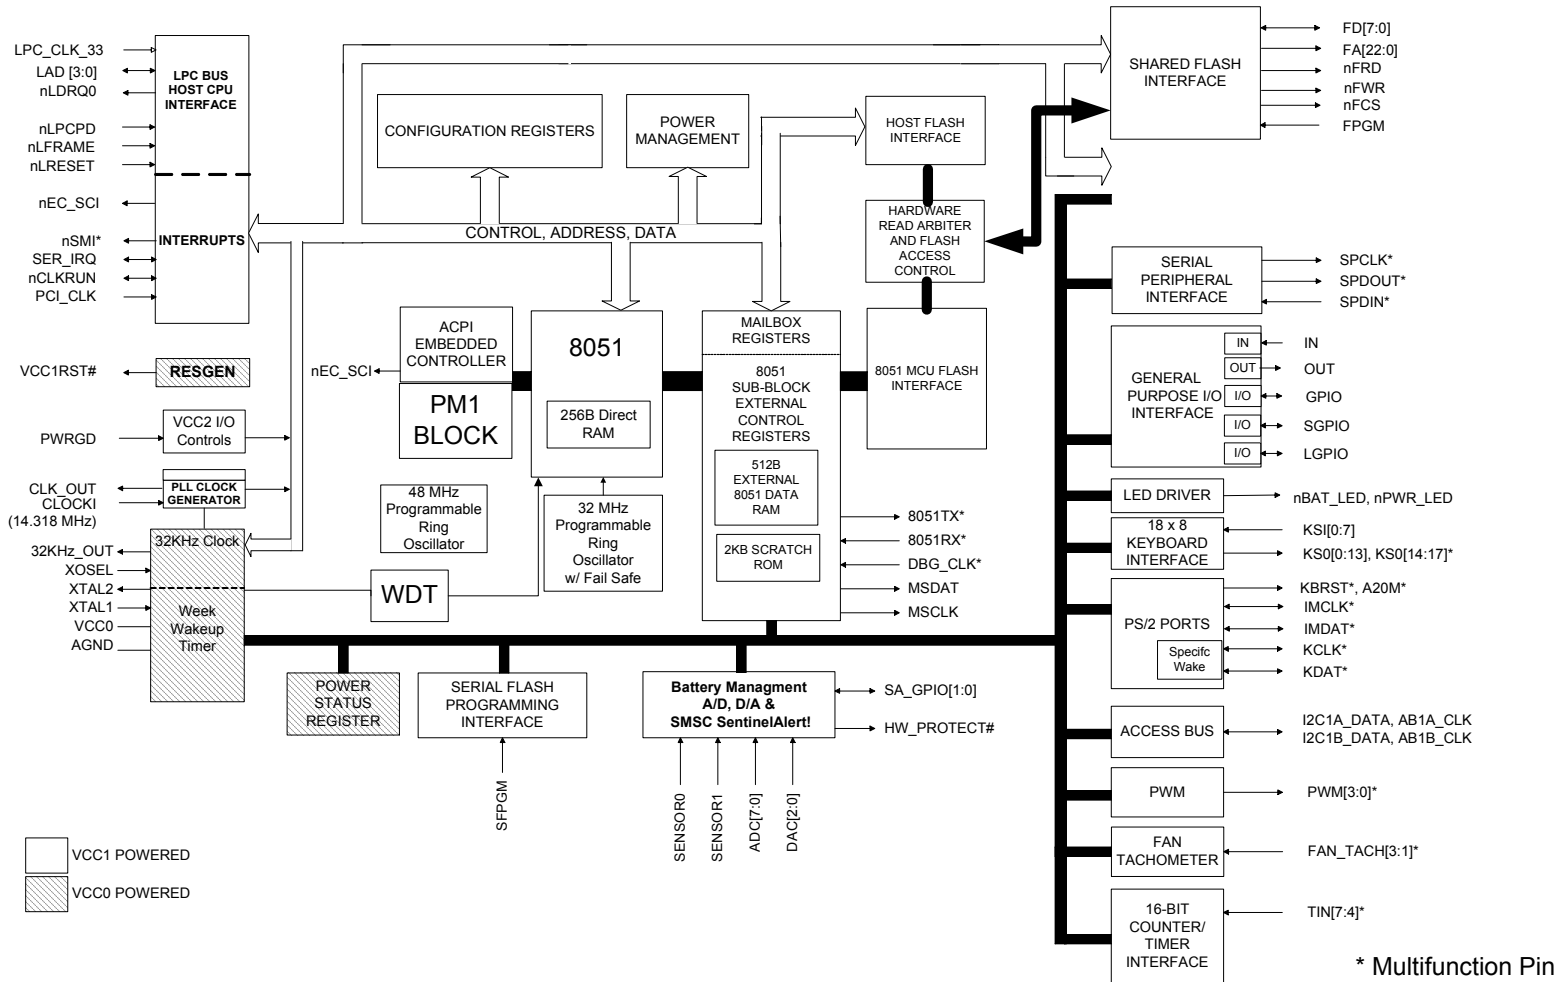 LPC_CLK_33
LAD [3:0]
nLDRQ0
nLPCPD
nLFRAME
nLRESET
nEC_SCI
nSMI*
SER_IRQ
nCLKRUN
PCI_CLK
LPC BUS
HOST CPU
INTERFACE
INTERRUPTS
VCC1RST#
RESGEN
PWRGD
VCC2 I/O
Controls
CLK_OUT
CLOCKI
(14.318 MHz)
PLL CLOCK
GENERATOR
32KHz_OUT
XOSEL
XTAL2
XTAL1
VCC0
AGND
32KHz Clock
Week
Wakeup
Timer
CONFIGURATION REGISTERS
POWER
MANAGEMENT
HOST FLASH
INTERFACE
HARDWARE
READ ARBITER
AND FLASH
ACCESS
CONTROL
CONTROL, ADDRESS, DATA
nEC_SCI
ACPI
EMBEDDED
CONTROLLER
PM1
BLOCK
8051
256B Direct
RAM
MAILBOX
REGISTERS
8051
SUB-BLOCK
EXTERNAL
CONTROL
REGISTERS
512B
EXTERNAL
8051 DATA
RAM
2KB SCRATCH
ROM
8051 MCU FLASH
INTERFACE
48 MHz
Programmable
Ring
Oscillator
32 MHz
Programmable
Ring
Oscillator
w/ Fail Safe
WDT
8051TX*
8051RX*
DBG_CLK*
MSDAT
MSCLK
POWER
STATUS
REGISTER
SERIAL FLASH
PROGRAMMING
INTERFACE
SFPGM
Battery Managment
A/D, D/A &
SMSC SentinelAlert!
SA_GPIO[1:0]
HW_PROTECT#
SENSOR0
SENSOR1
ADC[7:0]
DAC[2:0]
SHARED FLASH
INTERFACE
FD[7:0]
FA[22:0]
nFRD
nFWR
nFCS
FPGM
SERIAL
PERIPHERAL
INTERFACE
SPCLK*
SPDOUT*
SPDIN*
GENERAL
PURPOSE I/O
INTERFACE
IN
OUT
I/O
I/O
I/O
IN
OUT
GPIO
SGPIO
LGPIO
LED DRIVER
nBAT_LED, nPWR_LED
18 x 8
KEYBOARD
INTERFACE
KSI[0:7]
KS0[0:13], KS0[14:17]*
PS/2 PORTS
Specifc
Wake
KBRST*, A20M*
IMCLK*
IMDAT*
KCLK*
KDAT*
ACCESS BUS
I2C1A_DATA, AB1A_CLK
I2C1B_DATA, AB1B_CLK
PWM
PWM[3:0]*
FAN
TACHOMETER
FAN_TACH[3:1]*
16-BIT
COUNTER/
TIMER
INTERFACE
TIN[7:4]*
VCC1 POWERED
VCC0 POWERED
* Multifunction Pin